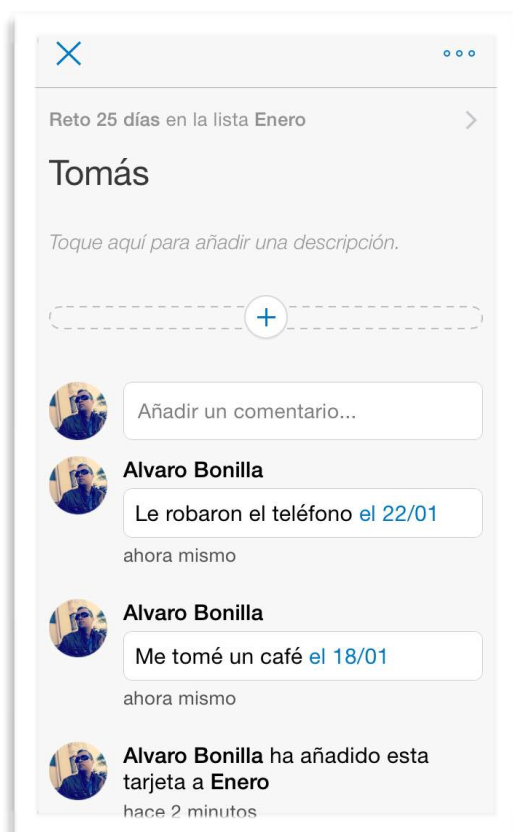 Reto 25 días en la lista Enero
Tomás
Toque aquí para añadir una descripción.
Añadir un comentario...
Alvaro Bonilla
Le robaron el teléfono el 22/01
ahora mismo
Alvaro Bonilla
Me tomé un café el 18/01
ahora mismo
Alvaro Bonilla ha añadido esta
tarjeta a Enero
hace 2 minutos